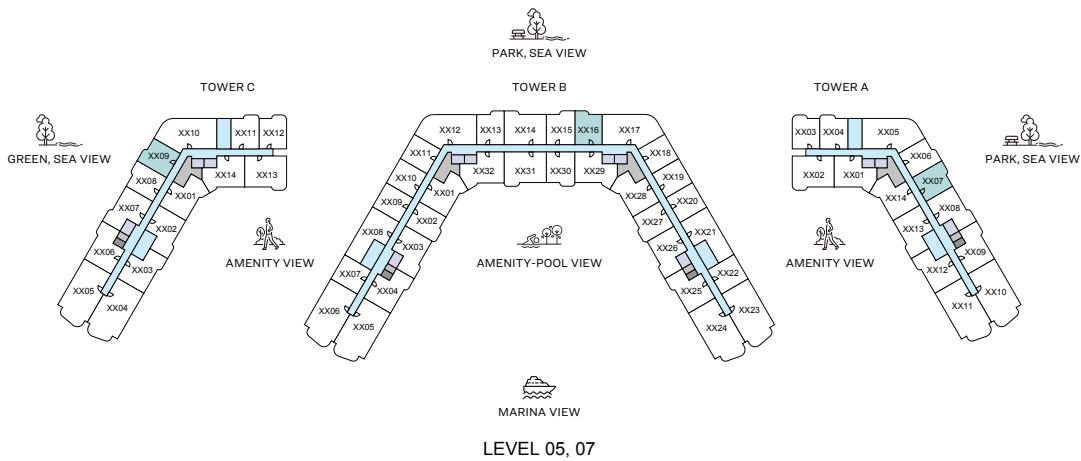 PARK, SEA VIEW
TOWER C
TOWER B
TOWER A
GREEN, SEA VIEW
PARK, SEA VIEW
XX10
XX11
XX12
XX09
XX08
XX14
XX13
XX01
XX07
XX02
XX06
XX03
XX05
XX04
XX12
XX13
XX14
XX15
XX16
XX17
XX11
XX18
XX10
XX32
XX31
XX30
XX29
XX19
XX01
XX28
XX09
XX02
XX27
XX20
XX08
XX03
XX26
XX21
XX07
XX04
XX25
XX22
XX06
XX05
XX24
XX23
XX03
XX04
XX05
XX06
XX02
XX01
XX07
XX14
XX08
XX13
XX09
XX12
XX10
XX11
AMENITY VIEW
AMENITY-POOL VIEW
AMENITY VIEW
MARINA VIEW
LEVEL 05, 07